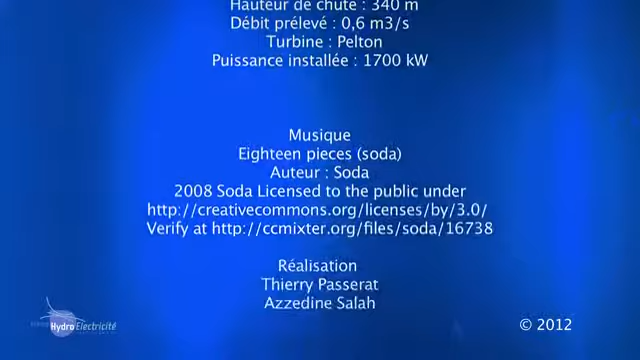 Hauteur de chute : 340 m
Débit prélevé : 0,6 m3/s
Turbine : Pelton
Puissance installée : 1700 kW
Musique
Eighteen pieces (soda)
Auteur : Soda
2008 Soda Licensed to the public under
http://creativecommons.org/licenses/by/3.0/
Verify at http://ccmixter.org/files/soda/16738
Réalisation
Thierry Passerat
Azzedine Salah
HydroElectricité
© 2012